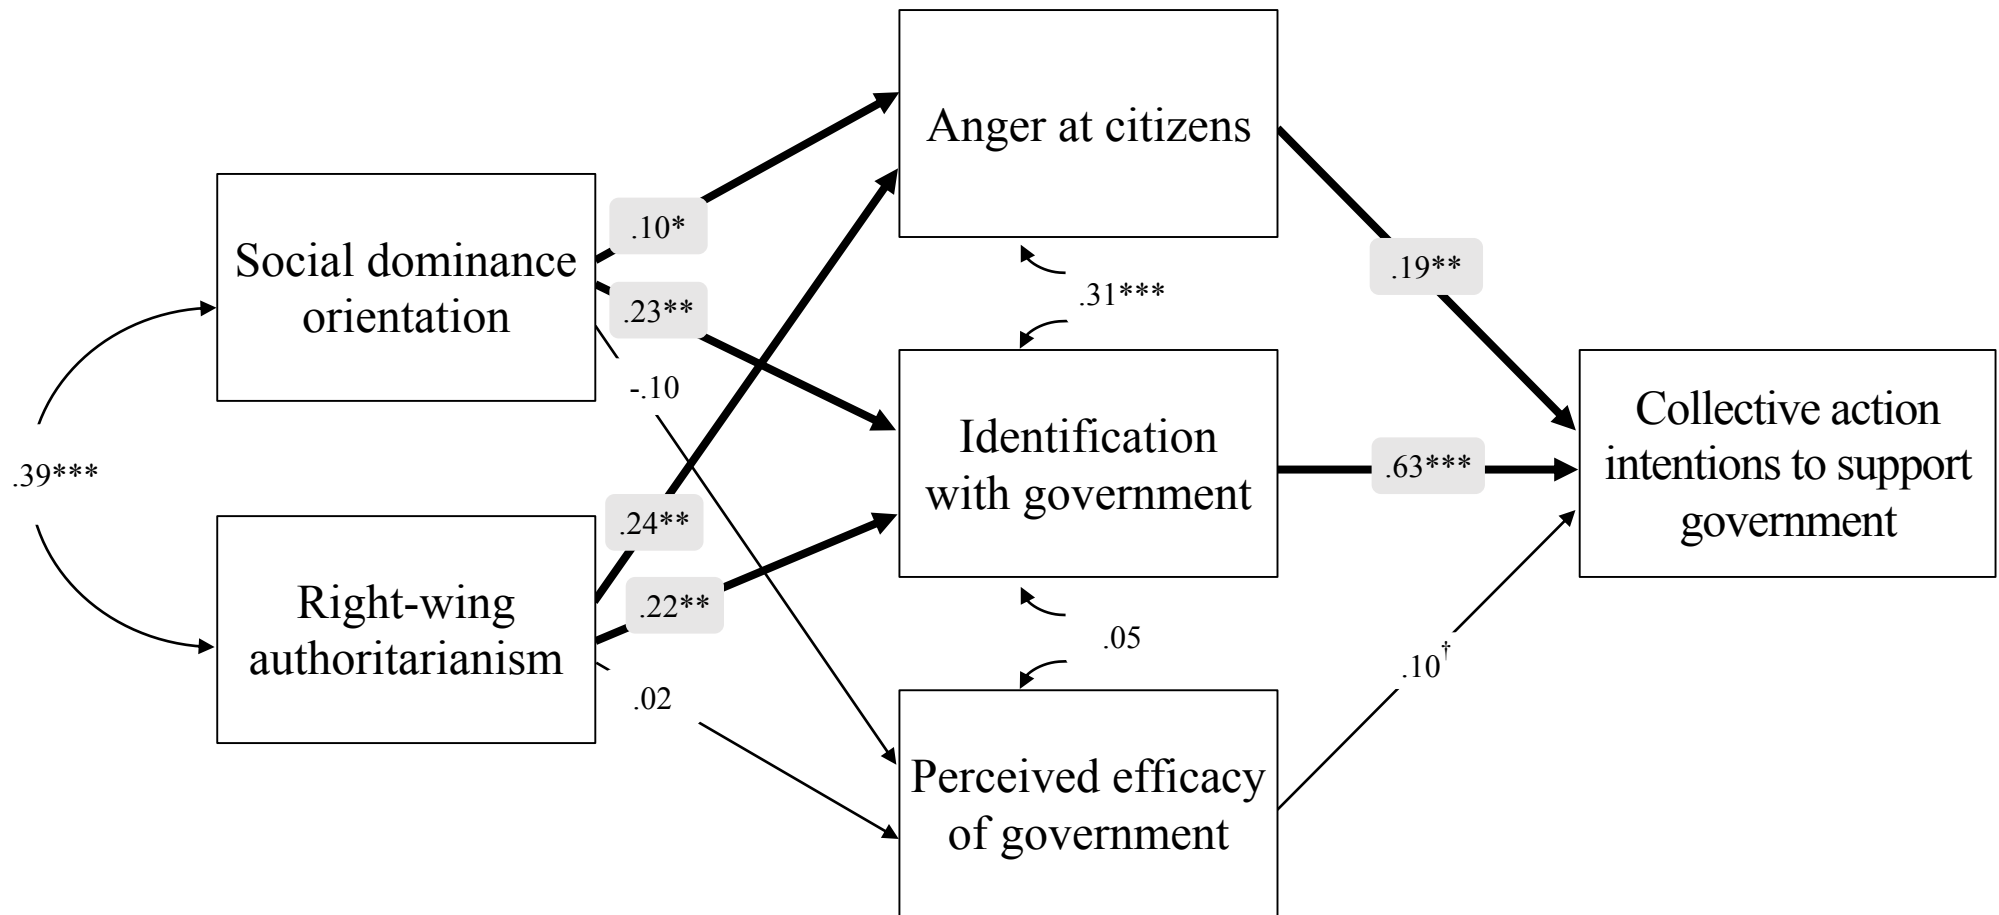 Anger at citizens
.10*
Social dominance
orientation
.19**
.23**
.31***
-.10
Identification
with government
Collective action
intentions to support
government
.63***
.39***
.24**
Right-wing
authoritarianism
.22**
.05
.10†
.02
Perceived efficacy
of government